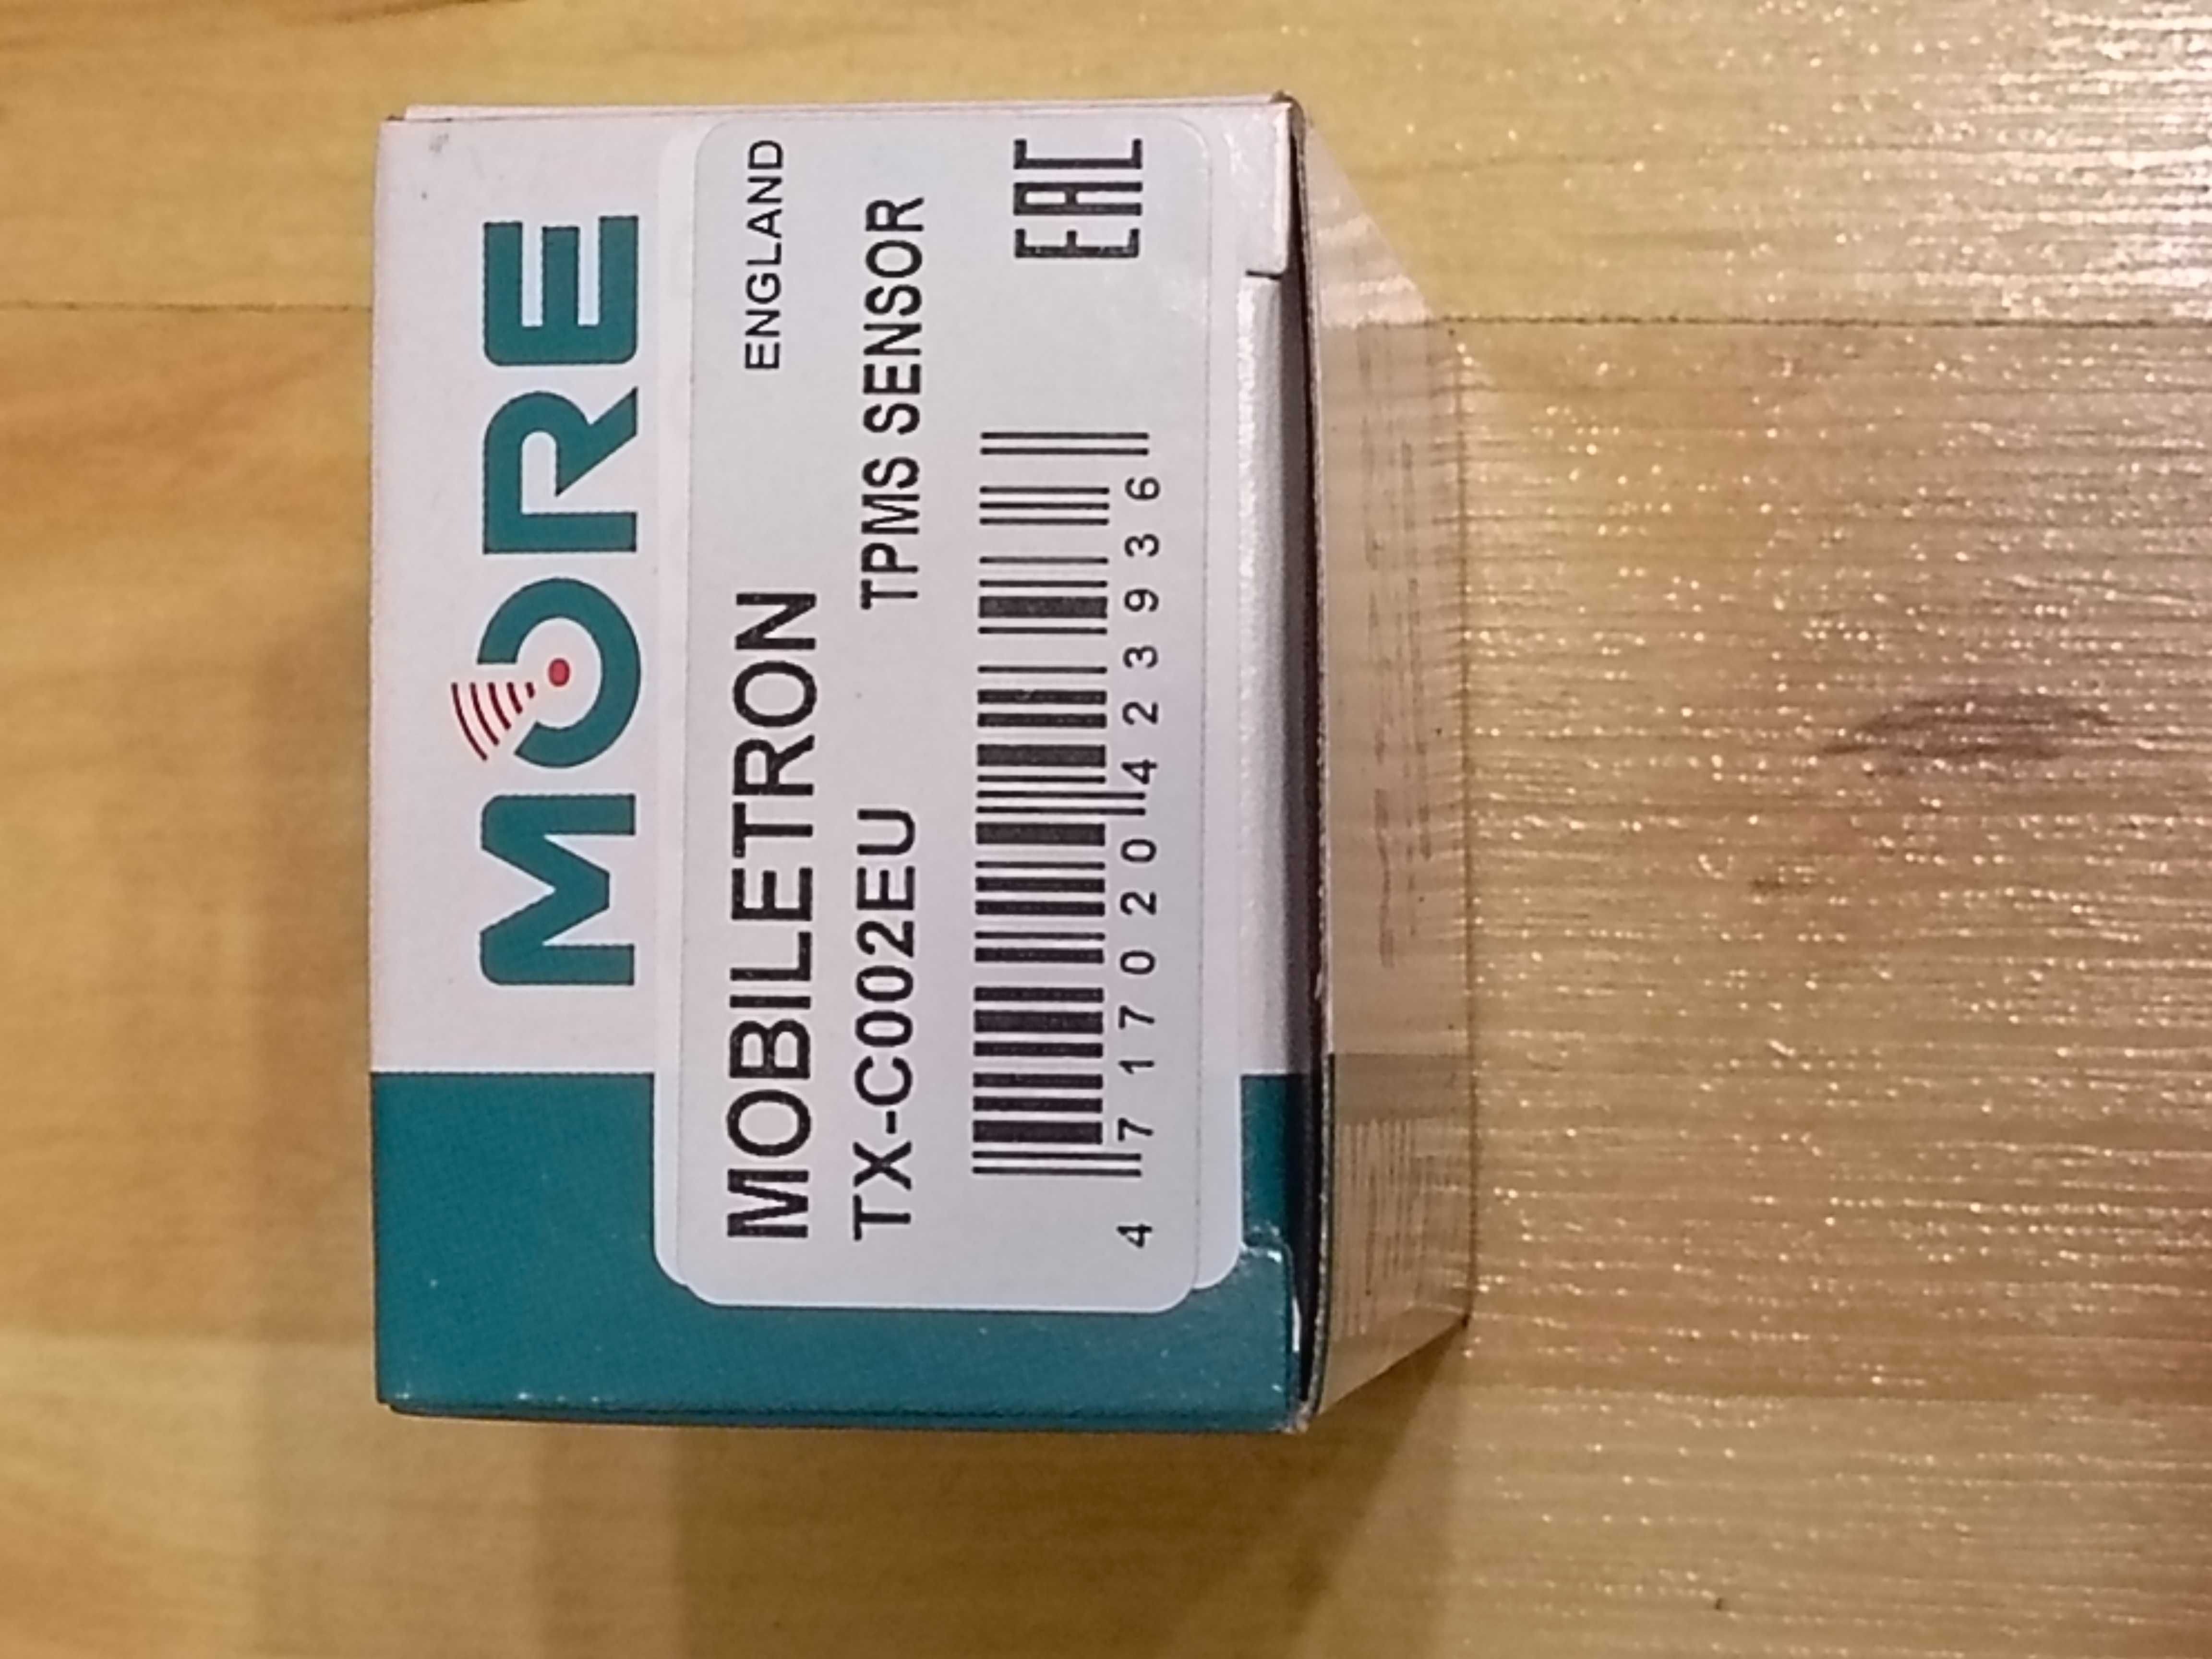 MORE
MOBILETRON ENGLAND
TX-C002EU TPMS SENSOR
EAC
4 717020 423936